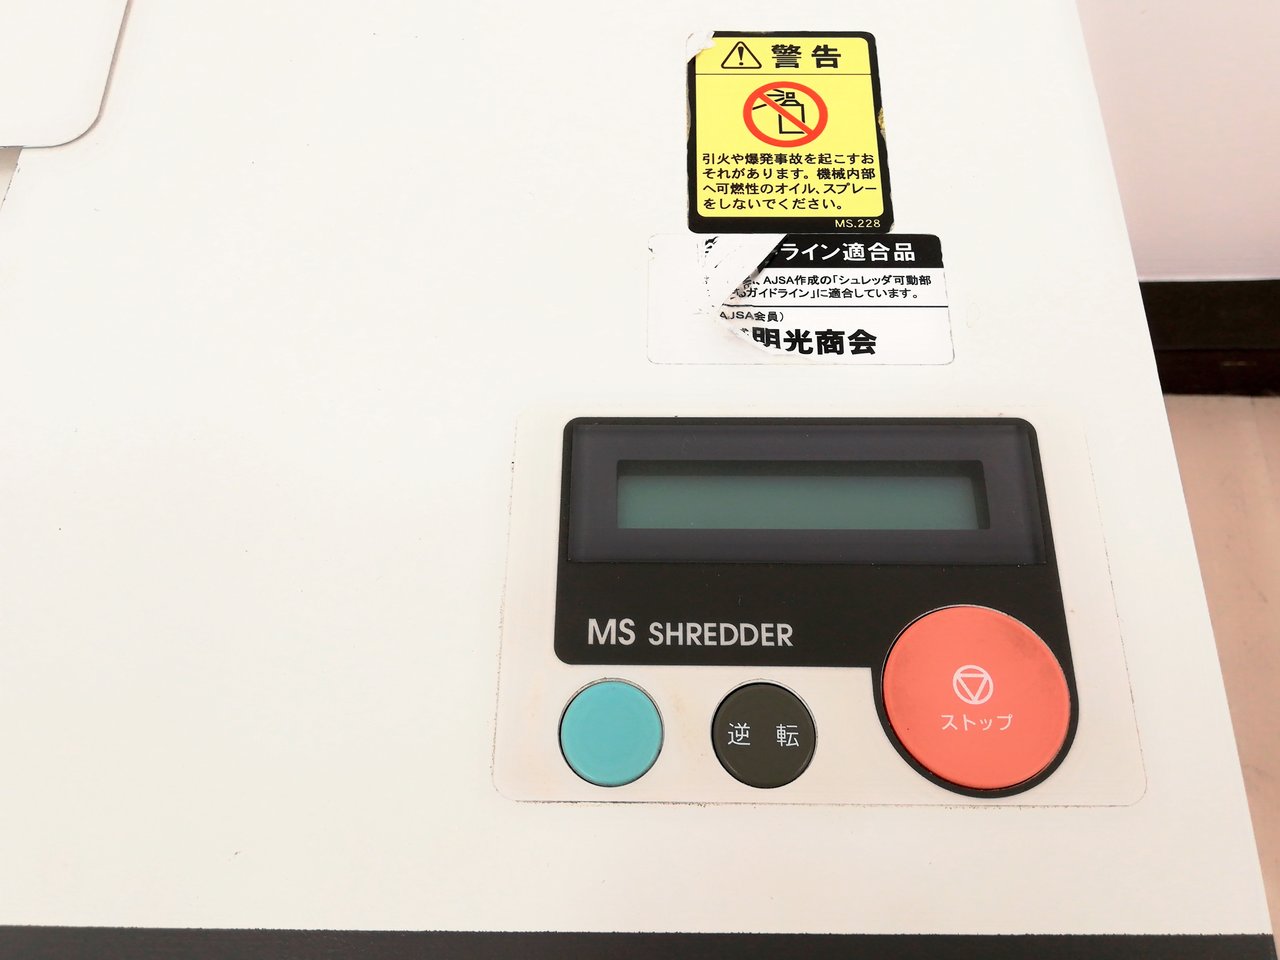 警告
引火や爆発事故を起こすお
それがあります。機械内部
へ可燃性のオイル、スプレー
をしないでください。
MS.228
ライン適合品
、AJSA作成の「シュレッダ可動部
るガイドライン」に適合しています。
AJSA会員）
明光商会
MS SHREDDER
逆転
ストップ